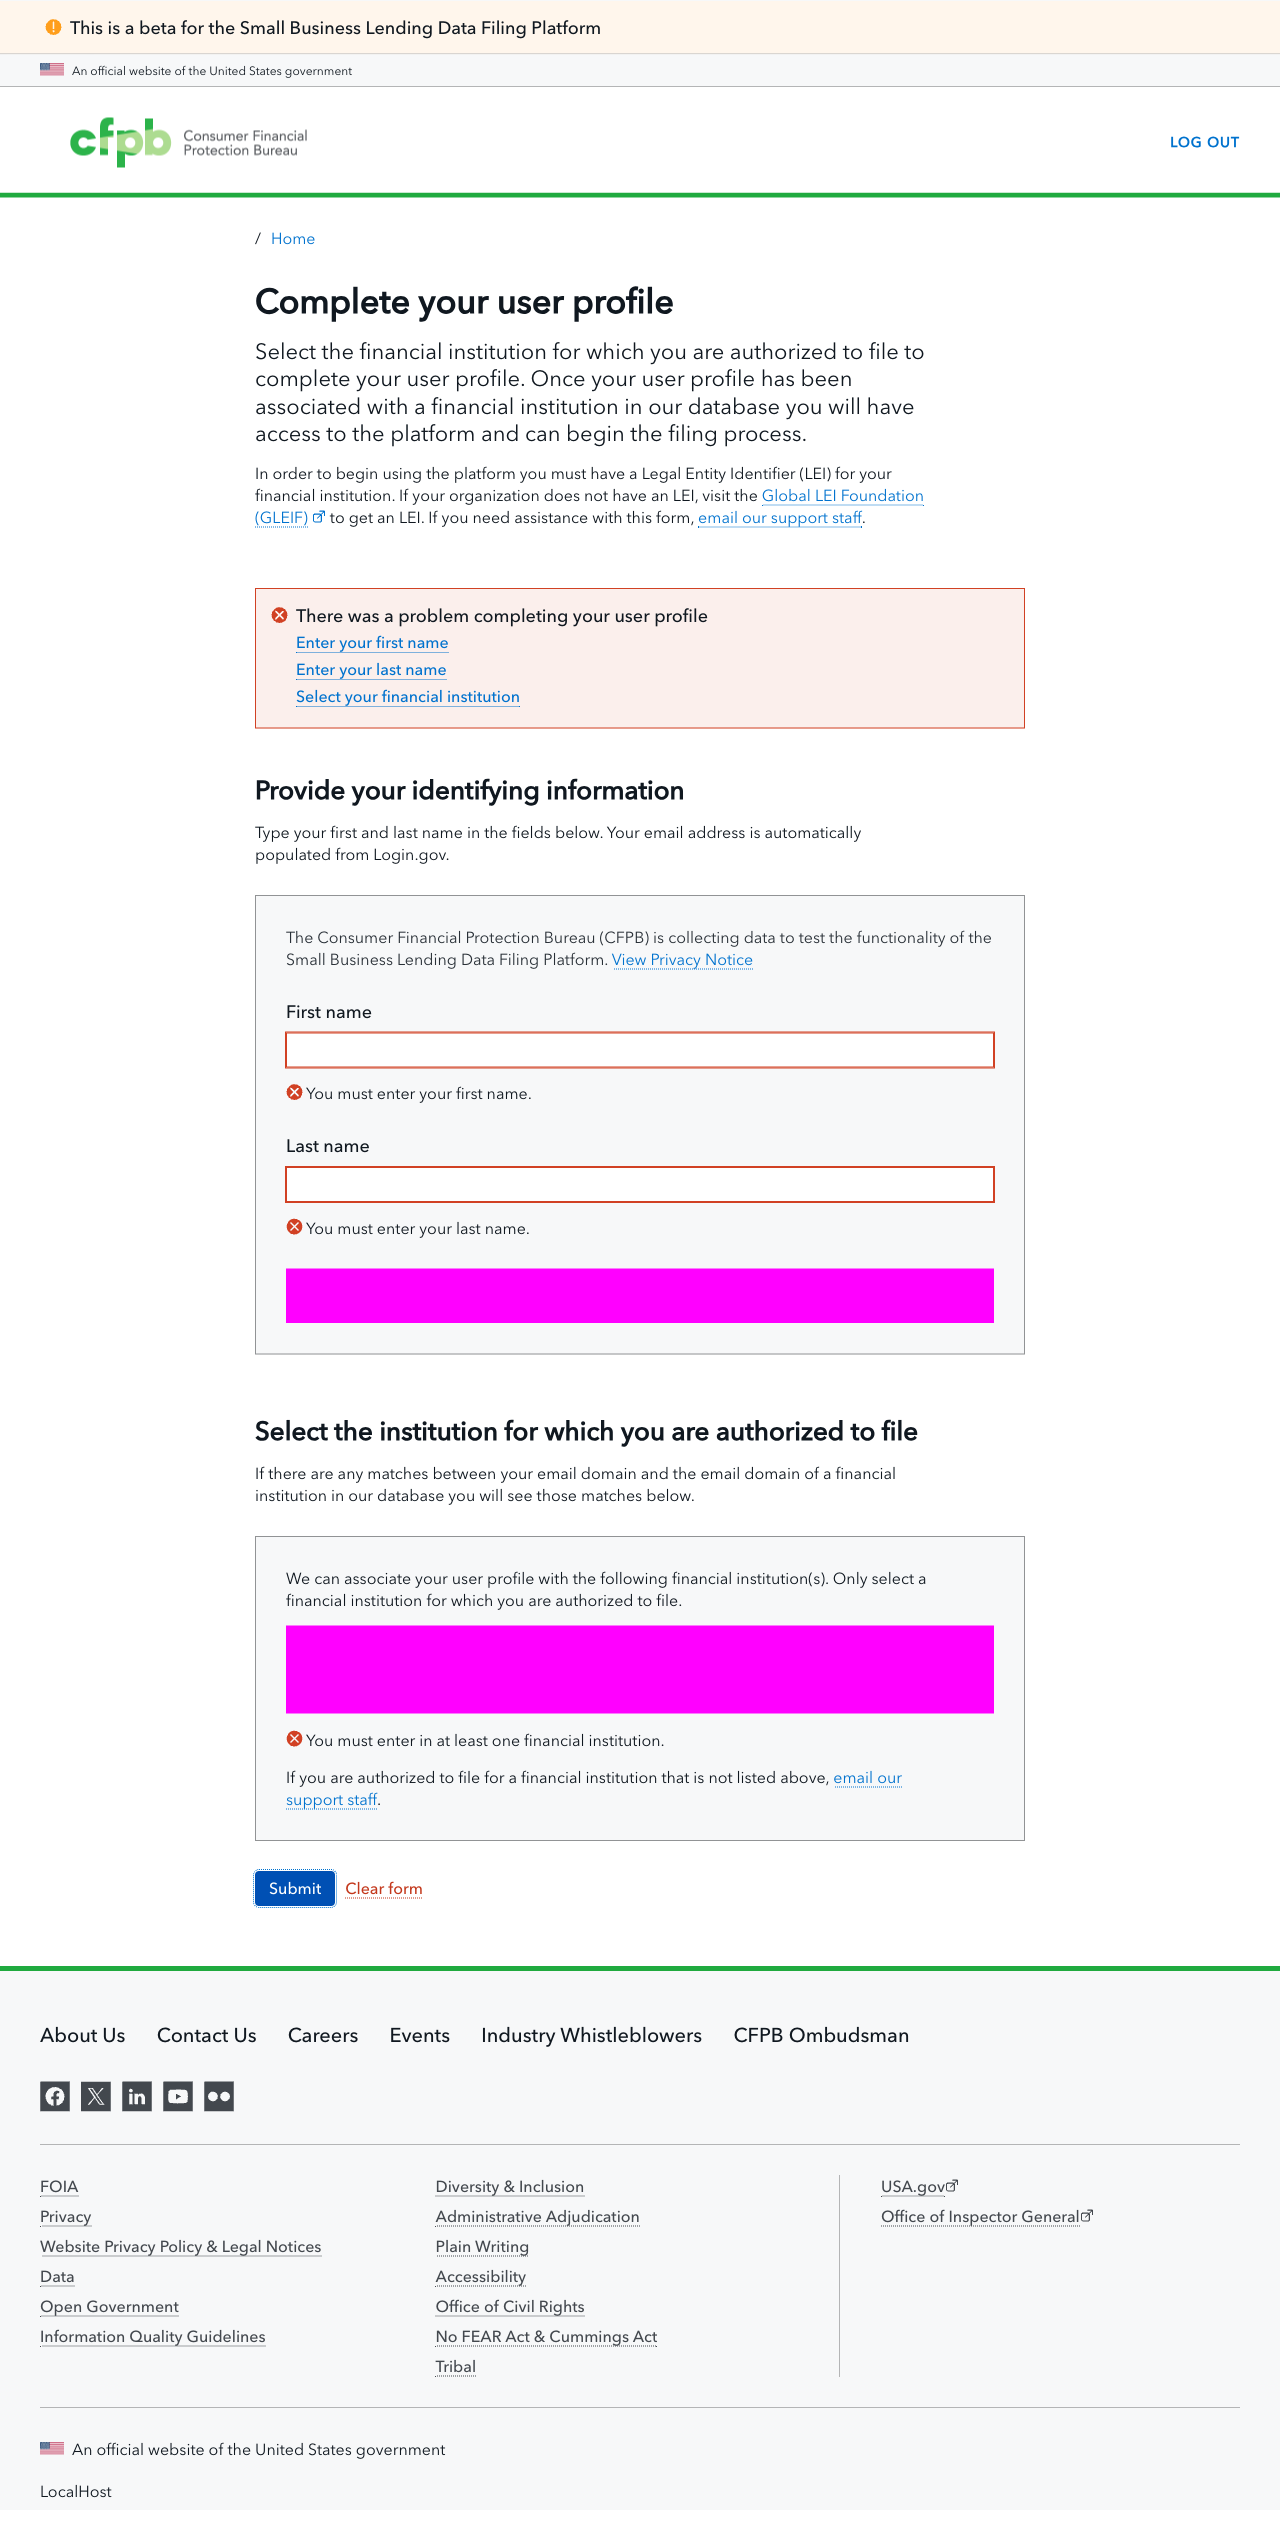 This is a beta for the Small Business Lending Data Filing Platform
An official website of the United States government
cfpb Consumer Financial
Protection Bureau
LOG OUT
/ Home
Complete your user profile
Select the financial institution for which you are authorized to file to
complete your user profile. Once your user profile has been
associated with a financial institution in our database you will have
access to the platform and can begin the filing process.
In order to begin using the platform you must have a Legal Entity Identifier (LEI) for your
financial institution. If your organization does not have an LEI, visit the Global LEI Foundation
(GLEIF) to get an LEI. If you need assistance with this form, email our support staff.
There was a problem completing your user profile
Enter your first name
Enter your last name
Select your financial institution
Provide your identifying information
Type your first and last name in the fields below. Your email address is automatically
populated from Login.gov.
The Consumer Financial Protection Bureau (CFPB) is collecting data to test the functionality of the
Small Business Lending Data Filing Platform. View Privacy Notice
First name
You must enter your first name.
Last name
You must enter your last name.
Select the institution for which you are authorized to file
If there are any matches between your email domain and the email domain of a financial
institution in our database you will see those matches below.
We can associate your user profile with the following financial institution(s). Only select a
financial institution for which you are authorized to file.
You must enter in at least one financial institution.
If you are authorized to file for a financial institution that is not listed above, email our
support staff.
Submit Clear form
About Us Contact Us Careers Events Industry Whistleblowers CFPB Ombudsman
FOIA
Privacy
Website Privacy Policy & Legal Notices
Data
Open Government
Information Quality Guidelines
Diversity & Inclusion
Administrative Adjudication
Plain Writing
Accessibility
Office of Civil Rights
No FEAR Act & Cummings Act
Tribal
USA.gov
Office of Inspector General
An official website of the United States government
LocalHost